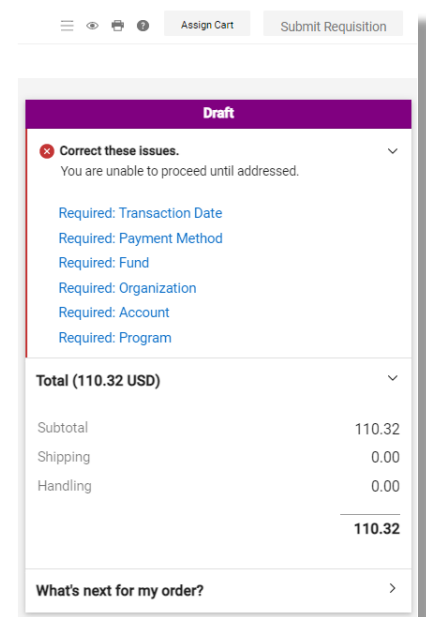 Assign Cart Submit Requisition
Draft
Correct these issues.
You are unable to proceed until addressed.
Required: Transaction Date
Required: Payment Method
Required: Fund
Required: Organization
Required: Account
Required: Program
Total (110.32 USD)
Subtotal 110.32
Shipping 0.00
Handling 0.00
110.32
What's next for my order?